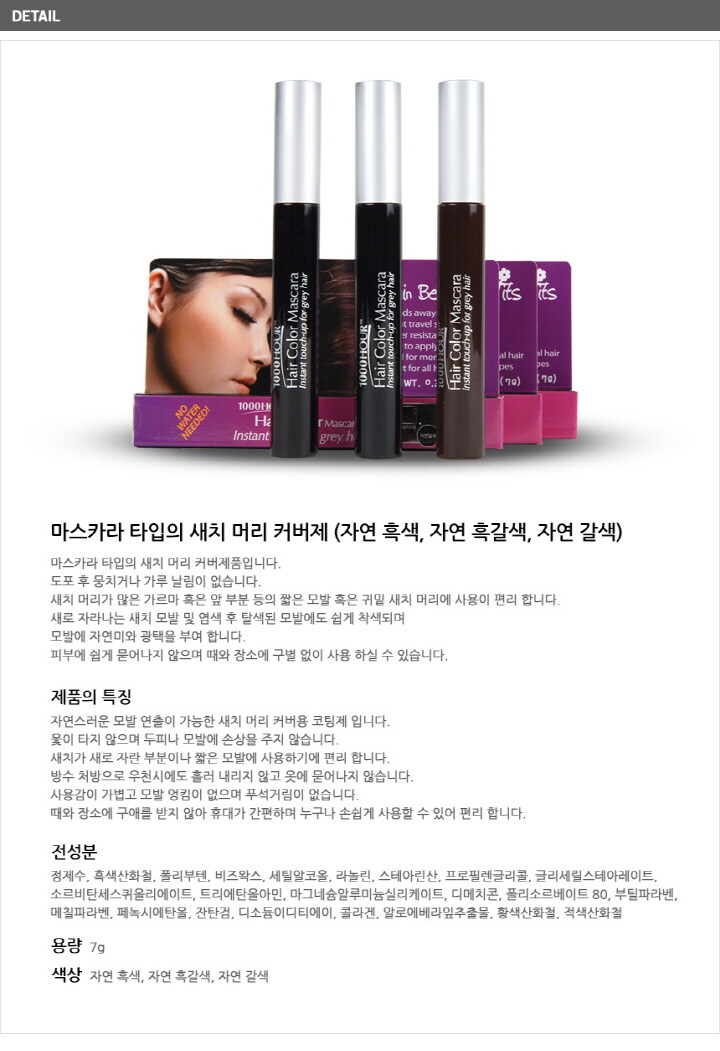 DETAIL
1000HOUR™
Hair Color Mascara
Instant touch-up for grey hair
1000HOUR™
Hair Color Mascara
Instant touch-up for grey hair
1000HOUR
Hair Color Mascara
Instant touch-up for grey hair
NO
WATER
NEEDED!
Mascar
Instant
grey h
in Be
ds away
t travel s
er resista
to apply
l for men
t for all h
WT. 0.
its
al hair
pes
(7g)
its
al hair
pes
(7g)
마스카라 타입의 새치 머리 커버제 (자연 흑색, 자연 흑갈색, 자연 갈색)
마스카라 타입의 새치 머리 커버제품입니다.
도포 후 뭉치거나 가루 날림이 없습니다.
새치 머리가 많은 가르마 혹은 앞 부분 등의 짧은 모발 혹은 귀밑 새치 머리에 사용이 편리 합니다.
새로 자라나는 새치 모발 및 염색 후 탈색된 모발에도 쉽게 착색되며
모발에 자연미와 광택을 부여 합니다.
피부에 쉽게 묻어나지 않으며 때와 장소에 구별 없이 사용 하실 수 있습니다.
제품의 특징
자연스러운 모발 연출이 가능한 새치 머리 커버용 코팅제 입니다.
옻이 타지 않으며 두피나 모발에 손상을 주지 않습니다.
새치가 새로 자란 부분이나 짧은 모발에 사용하기에 편리 합니다.
방수 처방으로 우천시에도 흘러 내리지 않고 옷에 묻어나지 않습니다.
사용감이 가볍고 모발 엉킴이 없으며 푸석거림이 없습니다.
때와 장소에 구애를 받지 않아 휴대가 간편하며 누구나 손쉽게 사용할 수 있어 편리 합니다.
전성분
정제수, 흑색산화철, 폴리부텐, 비즈왁스, 세틸알코올, 라놀린, 스테아린산, 프로필렌글리콜, 글리세릴스테아레이트,
소르비탄세스퀴올리에이트, 트리에탄올아민, 마그네슘알루미늄실리케이트, 디메치콘, 폴리소르베이트 80, 부틸파라벤,
메칠파라벤, 페녹시에탄올, 잔탄검, 디소듐이디티에이, 콜라겐, 알로에베라잎추출물, 황색산화철, 적색산화철
용량 7g
색상 자연 흑색, 자연 흑갈색, 자연 갈색